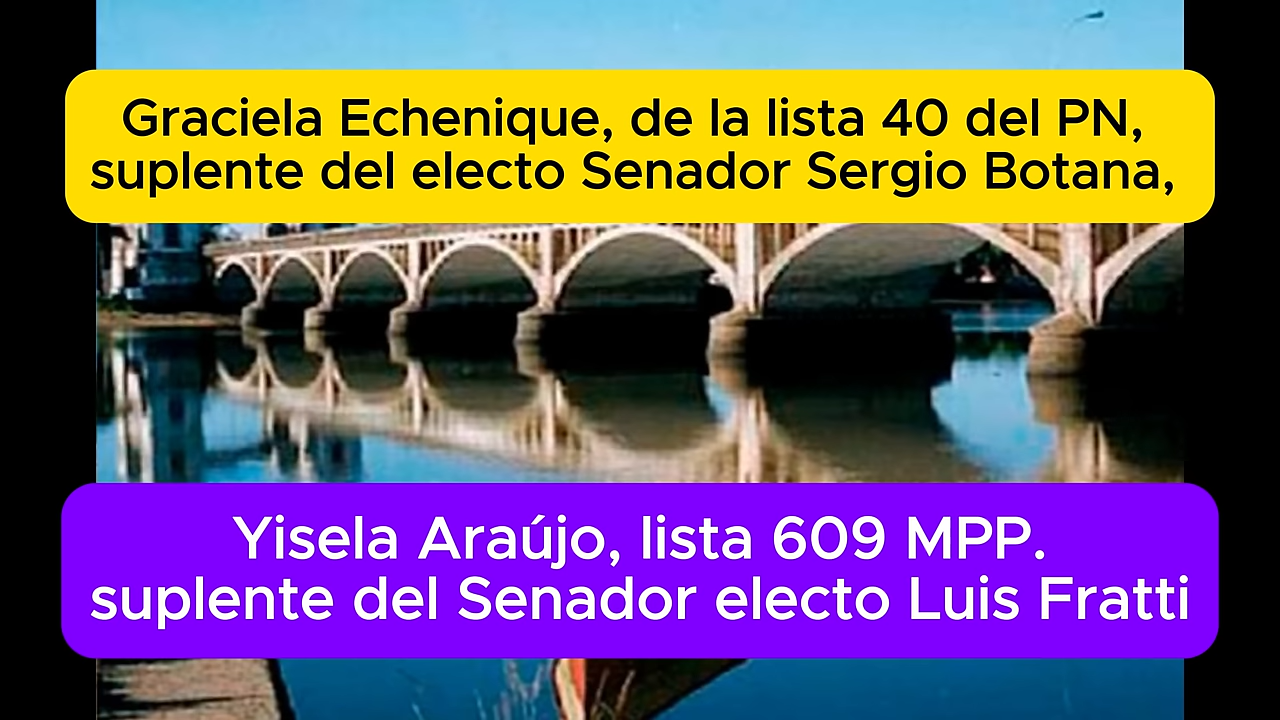 Graciela Echenique, de la lista 40 del PN,
suplente del electo Senador Sergio Botana,
Yisela Araújo, lista 609 MPP.
suplente del Senador electo Luis Fratti